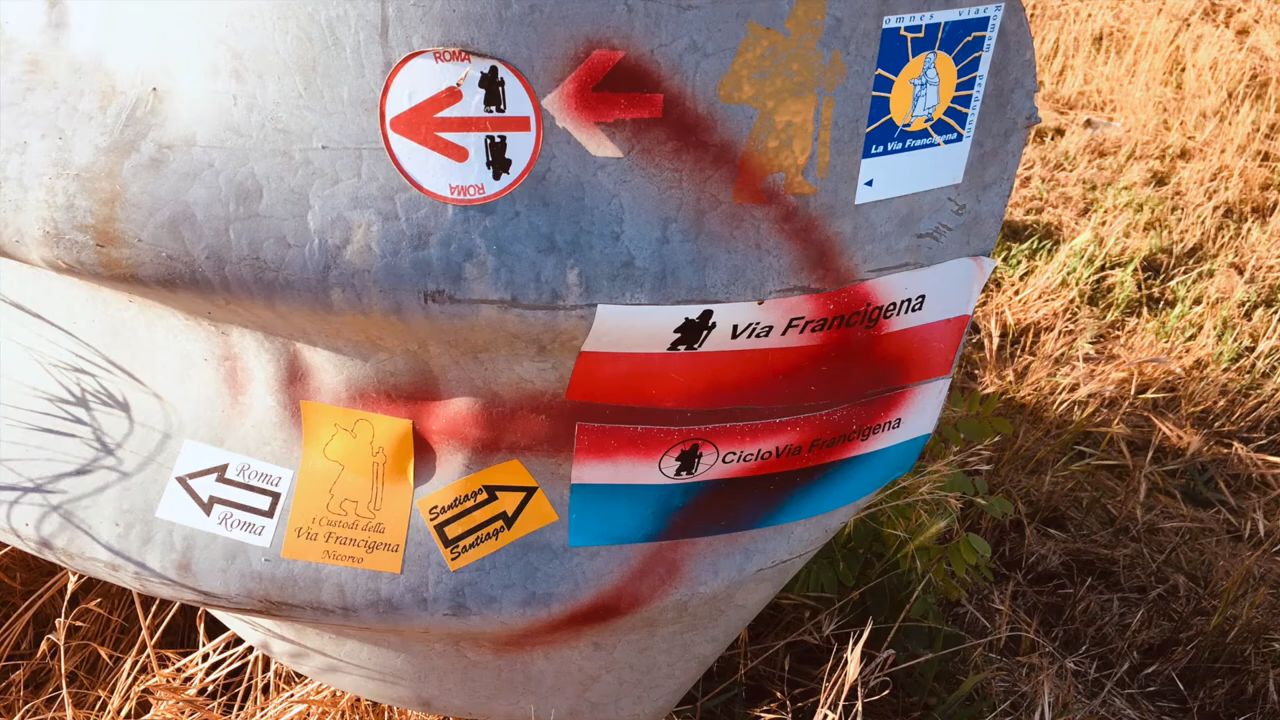 ROMA
ROMA
omnes viae
Romam perducunt
La Via Francigena
Via Francigena
CicloVia Francigena
Roma
Roma
i Custodi della
Via Francigena
Nicorvo
Santiago
Santiago